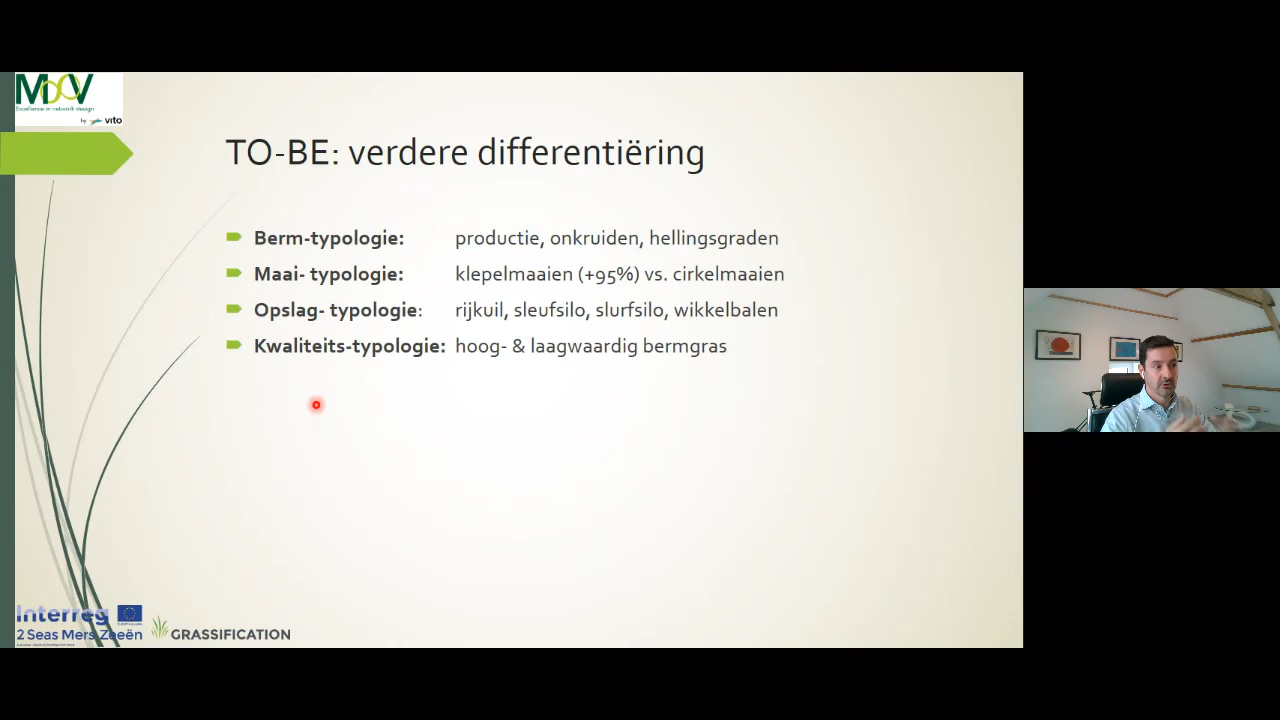 MOOV
Excellence in network design
by vito
TO-BE: verdere differentiëring
Berm-typologie: productie, onkruiden, hellingsgraden
Maai- typologie: klepelmaaien (+95%) vs. cirkelmaaien
Opslag- typologie: rijkuil, sleufsilo, slurfsilo, wikkelbalen
Kwaliteits-typologie: hoog- & laagwaardig bermgras
Interreg
2 Seas Mers Zeeën
GRASSIFICATION